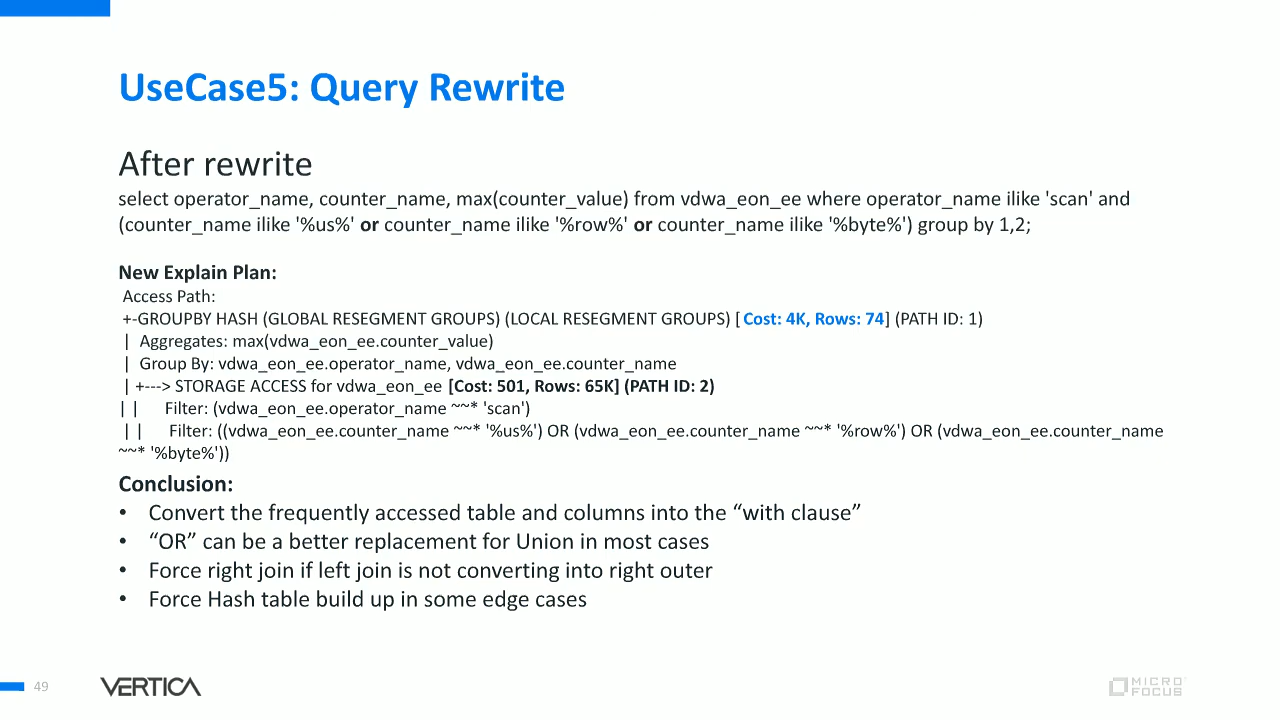 UseCase5: Query Rewrite
After rewrite
select operator_name, counter_name, max(counter_value) from vdwa_eon_ee where operator_name ilike 'scan' and
(counter_name ilike '%us%' or counter_name ilike '%row%' or counter_name ilike '%byte%') group by 1,2;
New Explain Plan:
Access Path:
+-GROUPBY HASH (GLOBAL RESEGMENT GROUPS) (LOCAL RESEGMENT GROUPS) [Cost: 4K, Rows: 74] (PATH ID: 1)
| Aggregates: max(vdwa_eon_ee.counter_value)
| Group By: vdwa_eon_ee.operator_name, vdwa_eon_ee.counter_name
| +---> STORAGE ACCESS for vdwa_eon_ee [Cost: 501, Rows: 65K] (PATH ID: 2)
| | Filter: (vdwa_eon_ee.operator_name ~~* 'scan')
| | Filter: ((vdwa_eon_ee.counter_name ~~* '%us%') OR (vdwa_eon_ee.counter_name ~~* '%row%') OR (vdwa_eon_ee.counter_name
~~* '%byte%'))
Conclusion:
• Convert the frequently accessed table and columns into the “with clause”
• “OR” can be a better replacement for Union in most cases
• Force right join if left join is not converting into right outer
• Force Hash table build up in some edge cases
49
VERTICA
MICRO
FOCUS